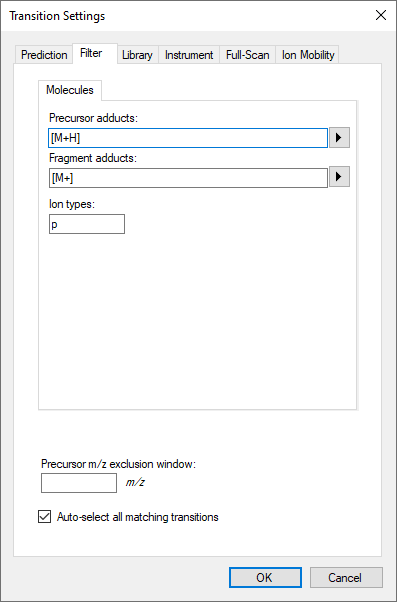 Transition Settings
Prediction Filter Library Instrument Full-Scan Ion Mobility
Molecules
Precursor adducts:
[M+H]
Fragment adducts:
[M+]
Ion types:
p
Precursor m/z exclusion window:
m/z
Auto-select all matching transitions
OK Cancel